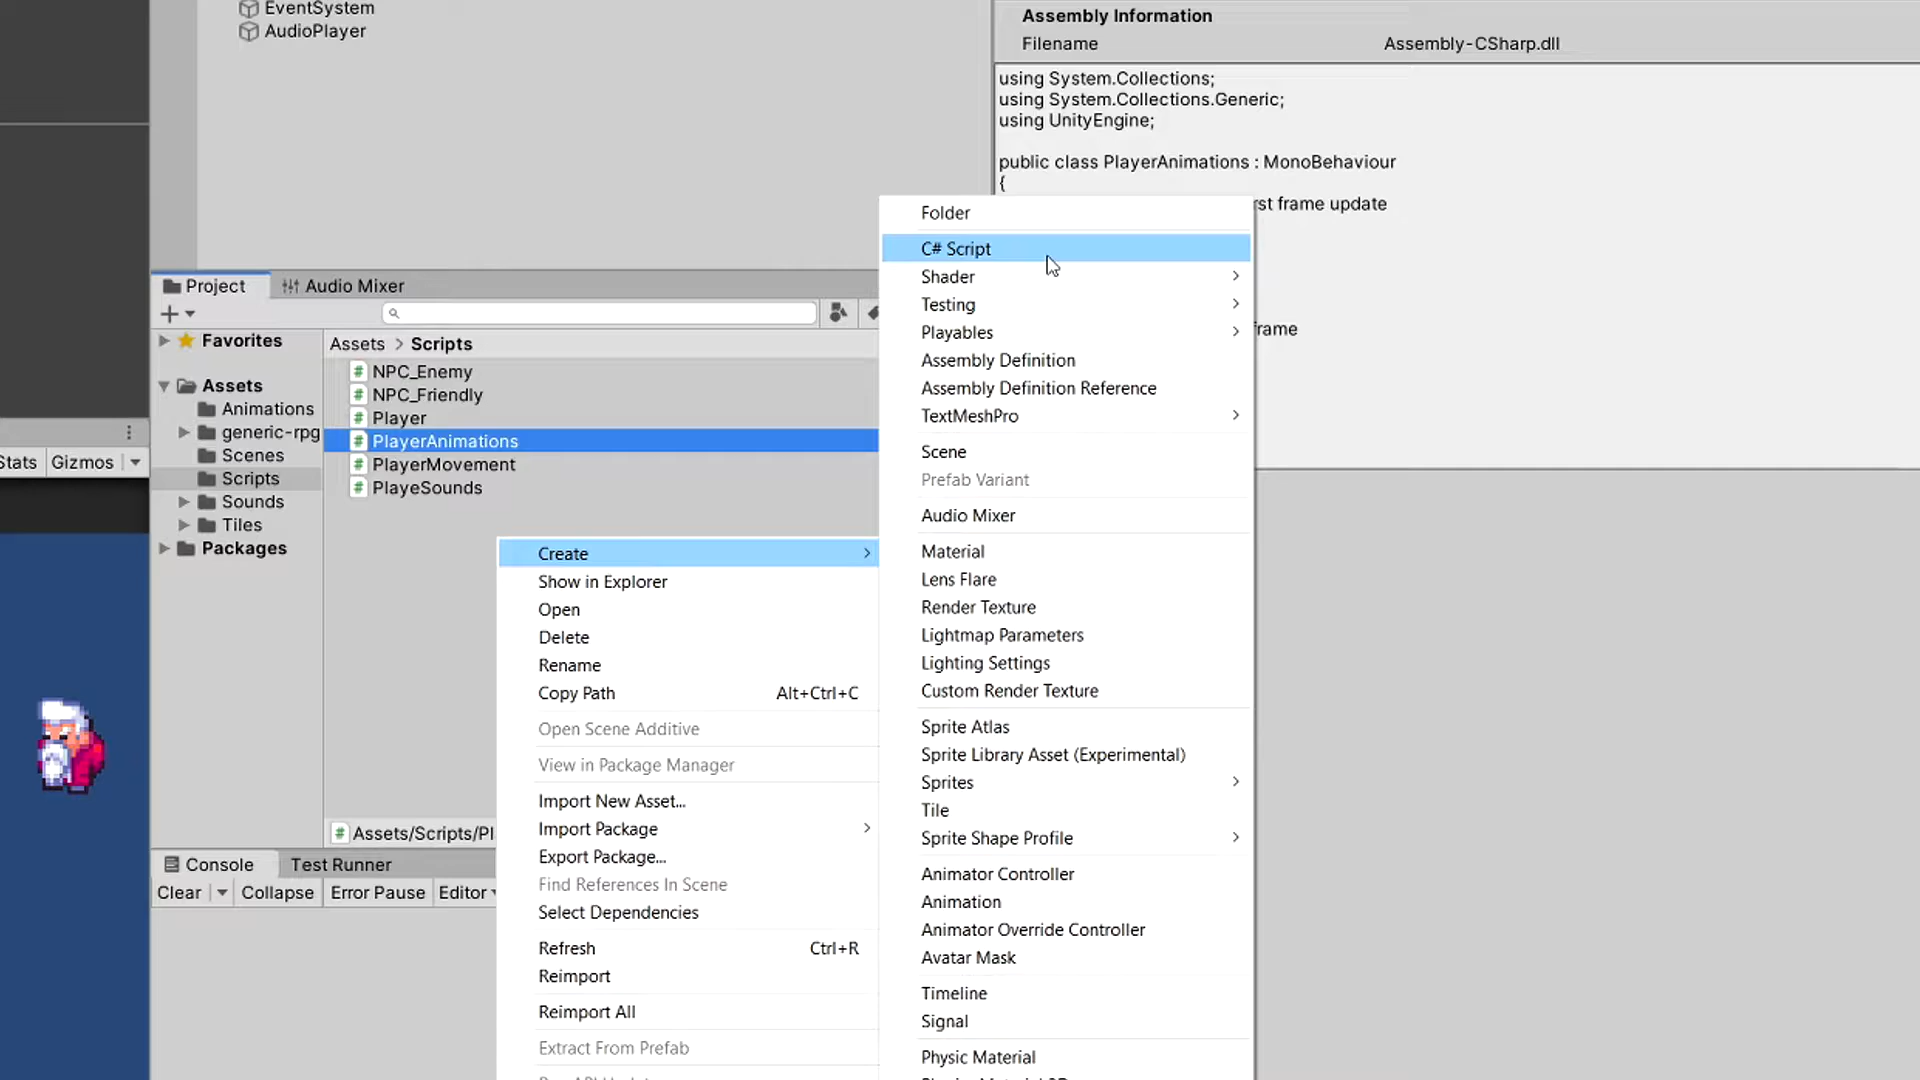 EventSystem
AudioPlayer
Assembly Information
Filename Assembly-CSharp.dll
using System.Collections;
using System.Collections.Generic;
using UnityEngine;
public class PlayerAnimations : MonoBehaviour
{
rst frame update
frame
Stats Gizmos
Project Audio Mixer
Favorites
Assets
Animations
generic-rpg
Scenes
Scripts
Sounds
Tiles
Packages
Assets > Scripts
NPC_Enemy
NPC_Friendly
Player
PlayerAnimations
PlayerMovement
PlayeSounds
Assets/Scripts/Pl
Console Test Runner
Clear Collapse Error Pause Editor
Create
Show in Explorer
Open
Delete
Rename
Copy Path Alt+Ctrl+C
Open Scene Additive
View in Package Manager
Import New Asset...
Import Package
Export Package...
Find References In Scene
Select Dependencies
Refresh Ctrl+R
Reimport
Reimport All
Extract From Prefab
Folder
C# Script
Shader
Testing
Playables
Assembly Definition
Assembly Definition Reference
TextMeshPro
Scene
Prefab Variant
Audio Mixer
Material
Lens Flare
Render Texture
Lightmap Parameters
Lighting Settings
Custom Render Texture
Sprite Atlas
Sprite Library Asset (Experimental)
Sprites
Tile
Sprite Shape Profile
Animator Controller
Animation
Animator Override Controller
Avatar Mask
Timeline
Signal
Physic Material